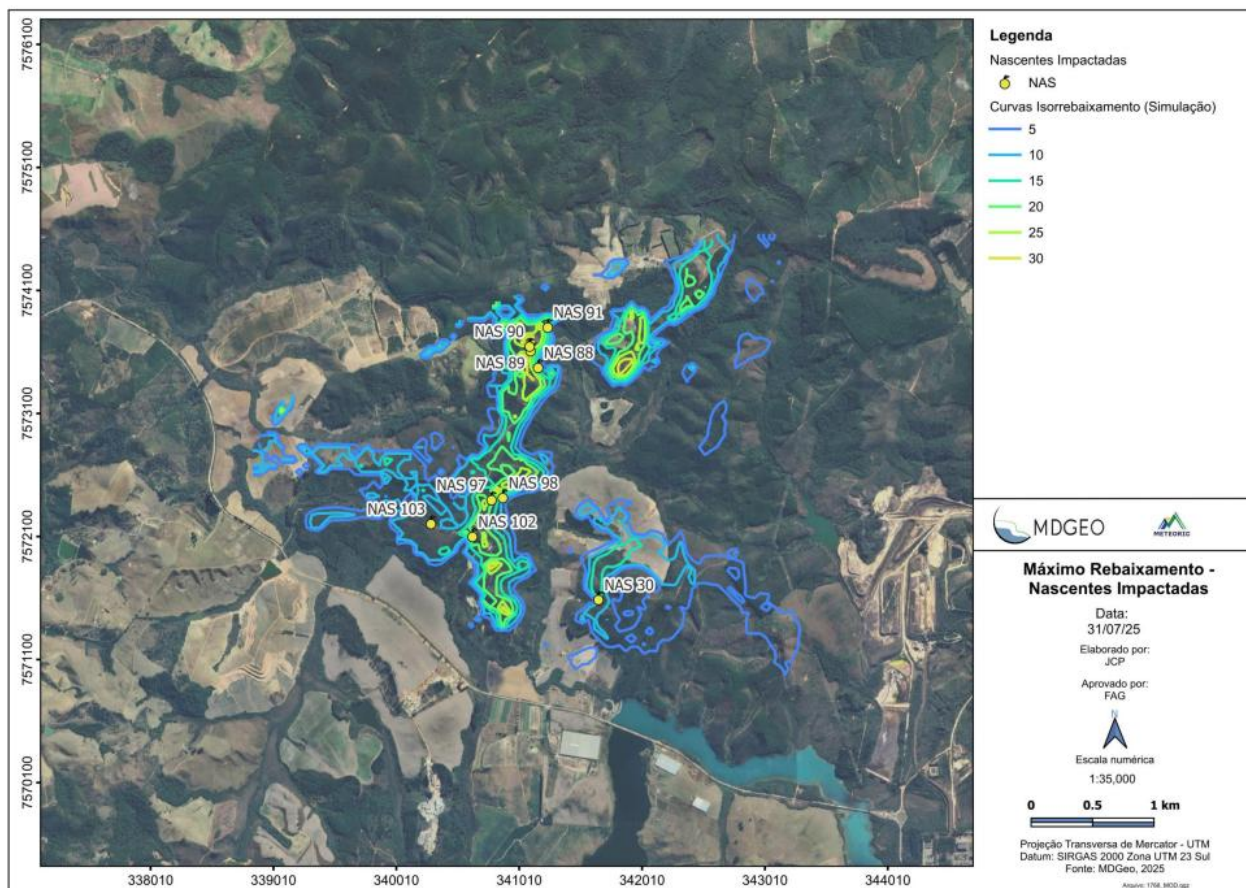 7576100
7575100
7574100
7573100
7572100
7571100
7570100
338010
339010
340010
341010
342010
343010
344010
NAS 91
NAS 90
NAS 88
NAS 89
NAS 97
NAS 98
NAS 103
NAS 102
NAS 30
Legenda
Nascentes Impactadas
NAS
Curvas Isorrebaixamento (Simulação)
5
10
15
20
25
30
MDGEO
METEORIC
Máximo Rebaixamento -
Nascentes Impactadas
Data:
31/07/25
Elaborado por:
JCP
Aprovado por:
FAG
N
Escala numérica
1:35,000
0 0.5 1 km
Projeção Transversa de Mercator - UTM
Datum: SIRGAS 2000 Zona UTM 23 Sul
Fonte: MDGeo, 2025